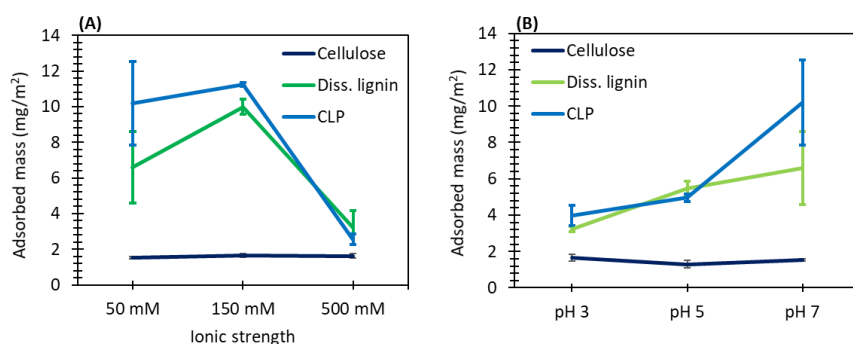 (A)
Adsorbed mass (mg/m²)
14
12
10
8
6
4
2
0
Cellulose
Diss. lignin
CLP
50 mM 150 mM 500 mM
Ionic strength
(B)
Adsorbed mass (mg/m²)
14
12
10
8
6
4
2
0
Cellulose
Diss. lignin
CLP
pH 3 pH 5 pH 7